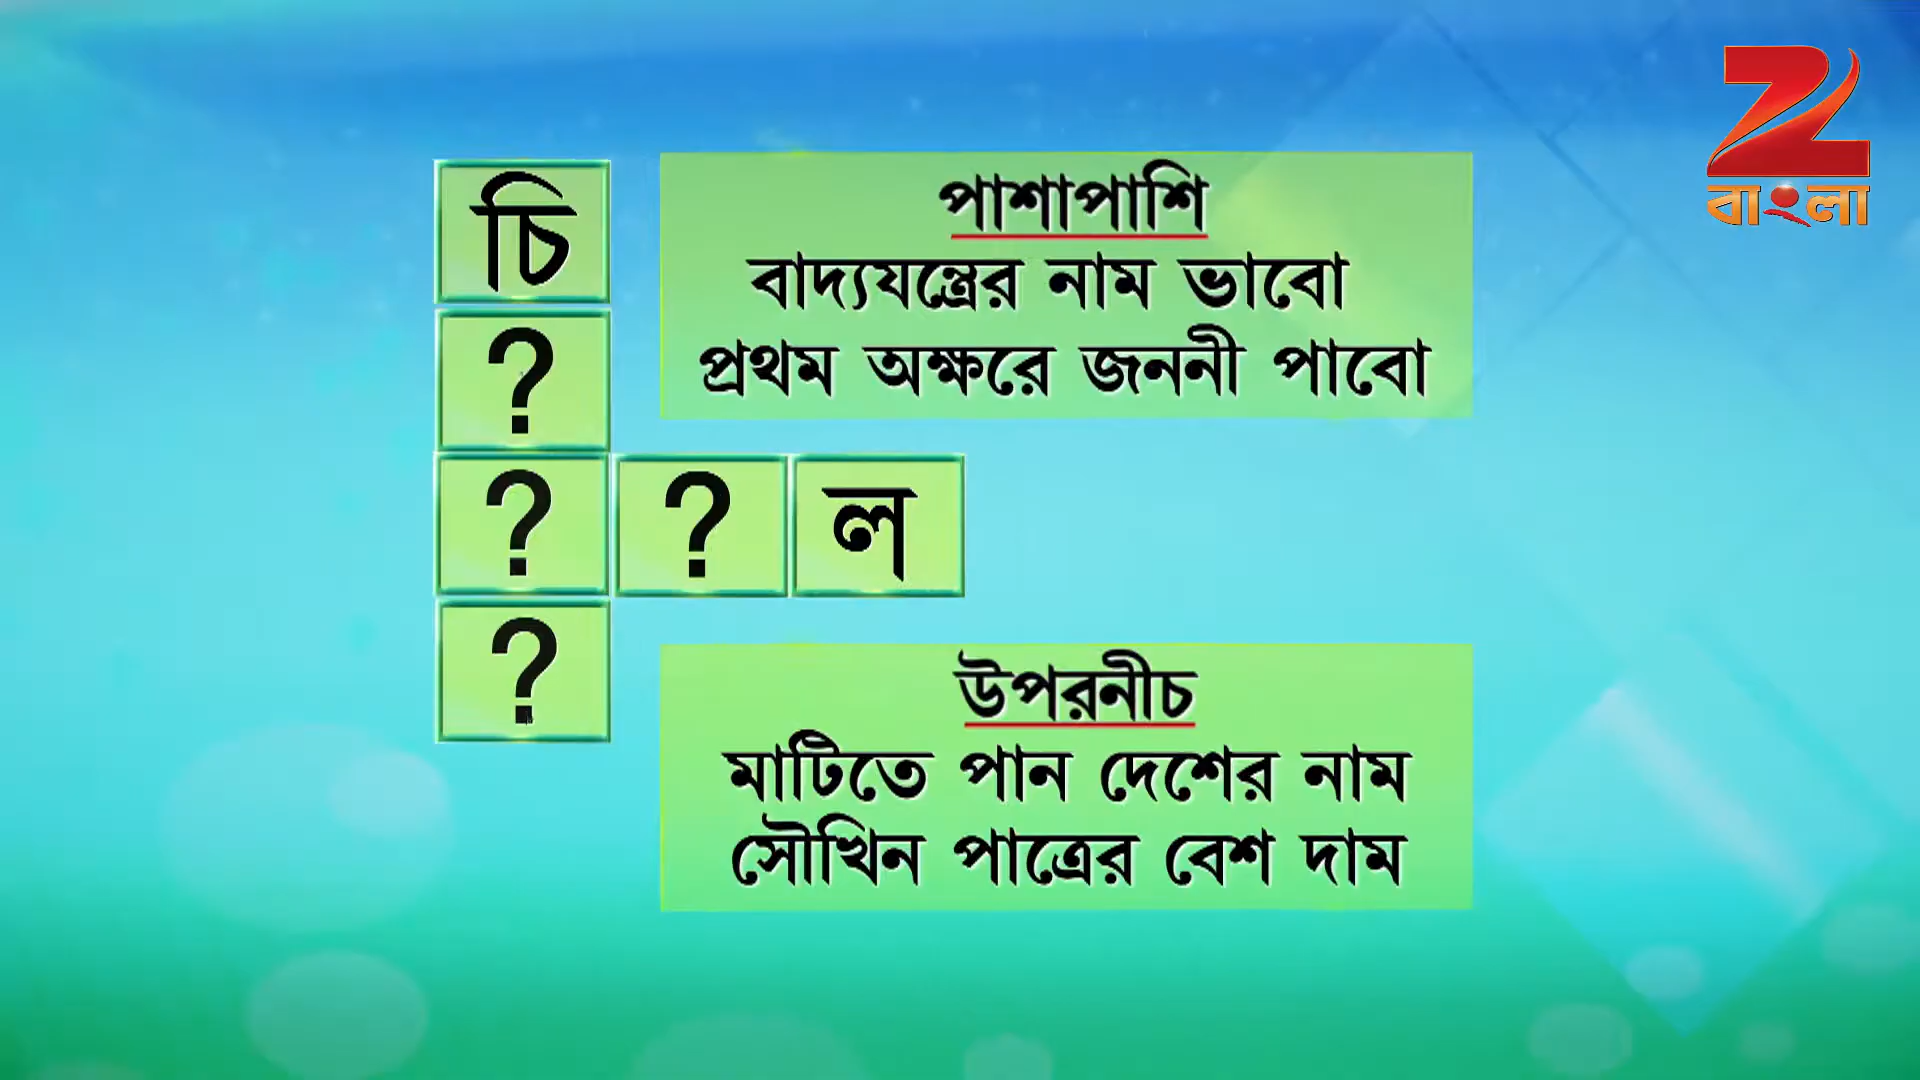 বাংলা
চি
?
? ? ল
?
পাশাপাশি
বাদ্যযন্ত্রের নাম ভাবো
প্রথম অক্ষরে জননী পাবো
উপরনীচ
মাটিতে পান দেশের নাম
সৌখিন পাত্রের বেশ দাম